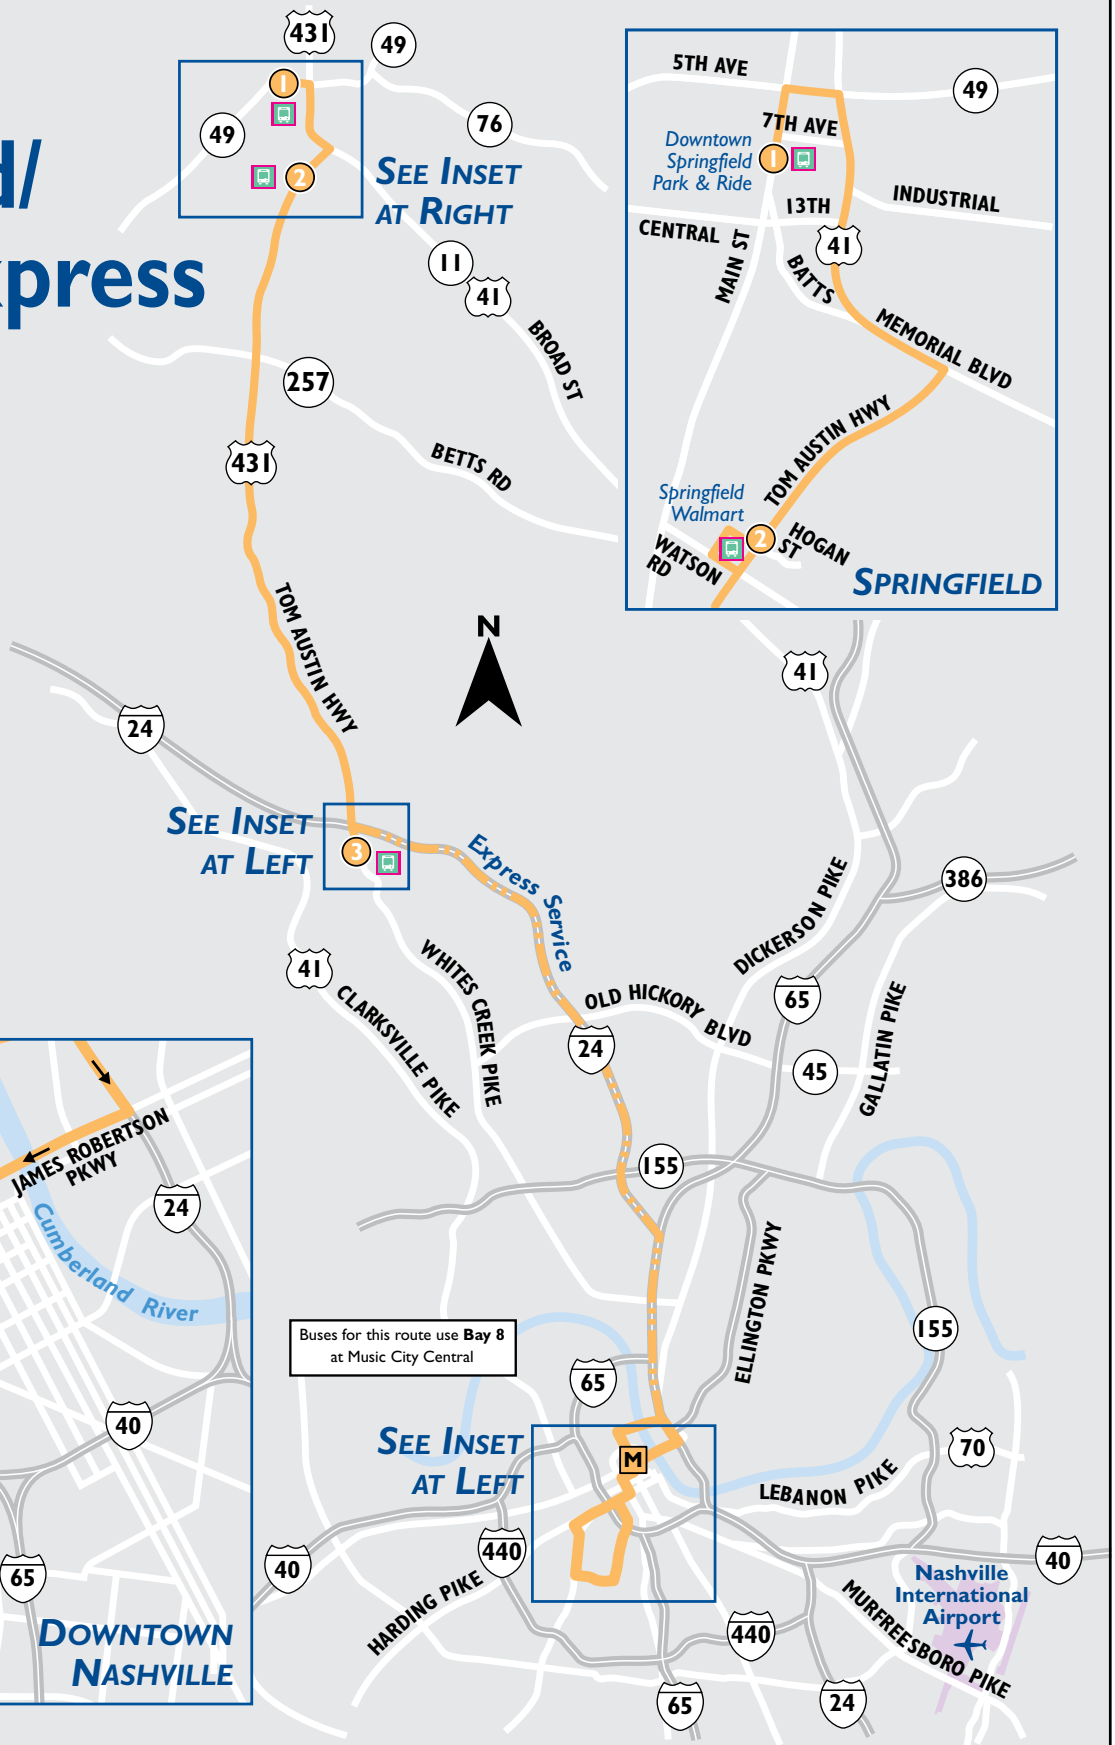 431
49
1
49
76
2
SEE INSET
AT RIGHT
d/
xpress
11
41
BROAD ST
257
431
BETTS RD
5TH AVE
49
7TH AVE
Downtown
Springfield
Park & Ride
1
INDUSTRIAL
13TH
CENTRAL
41
MAIN ST
BATTS
MEMORIAL BLVD
TOM AUSTIN HWY
Springfield
Walmart
2
HOGAN
ST
WATSON
RD
SPRINGFIELD
N
TOM AUSTIN HWY
41
24
SEE INSET
AT LEFT
3
Express Service
386
DICKERSON PIKE
41
WHITES CREEK PIKE
CLARKSVILLE PIKE
OLD HICKORY BLVD
65
24
45
GALLATIN PIKE
155
JAMES ROBERTSON
PKWY
24
Cumberland River
ELLINGTON PKWY
155
Buses for this route use Bay 8
at Music City Central
65
40
SEE INSET
AT LEFT
M
70
LEBANON PIKE
440
40
65
40
Nashville
International
Airport
HARDING PIKE
MURFREESBORO PIKE
440
DOWNTOWN
NASHVILLE
65
24